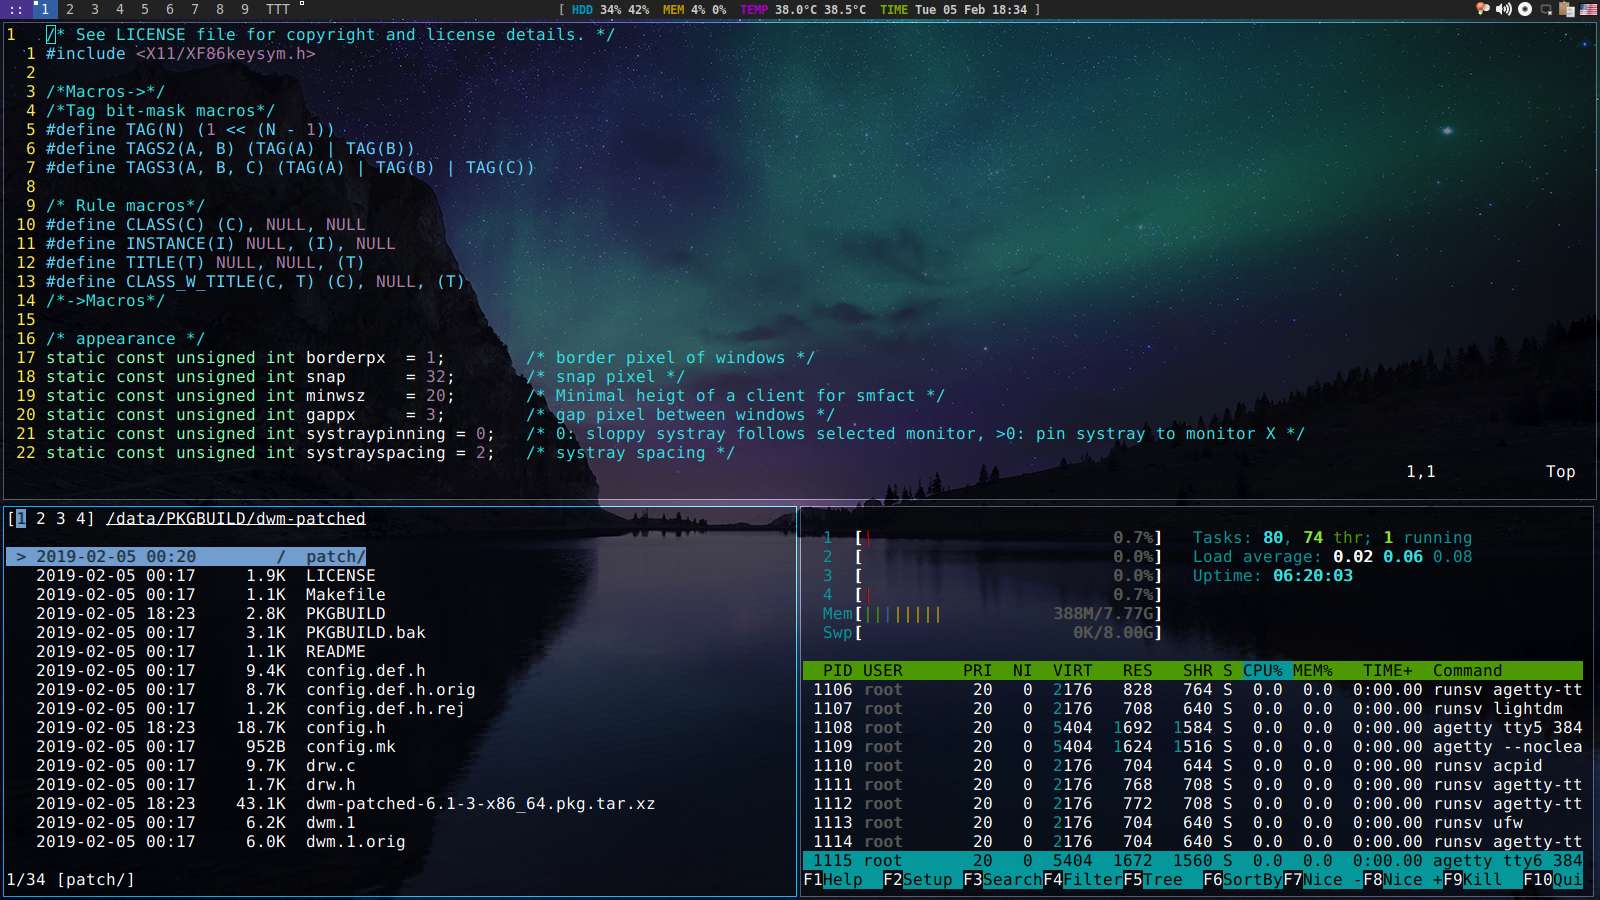 :: 1 2 3 4 5 6 7 8 9 TTT [ HDD 34% 42% MEM 4% 0% TEMP 38.0°C 38.5°C TIME Tue 05 Feb 18:34 ]
1 /* See LICENSE file for copyright and license details. */
1 #include <X11/XF86keysym.h>
2
3 /*Macros->*/
4 /*Tag bit-mask macros*/
5 #define TAG(N) (1 << (N - 1))
6 #define TAGS2(A, B) (TAG(A) | TAG(B))
7 #define TAGS3(A, B, C) (TAG(A) | TAG(B) | TAG(C))
8
9 /* Rule macros*/
10 #define CLASS(C) (C), NULL, NULL
11 #define INSTANCE(I) NULL, (I), NULL
12 #define TITLE(T) NULL, NULL, (T)
13 #define CLASS_W_TITLE(C, T) (C), NULL, (T)
14 /*->Macros*/
15
16 /* appearance */
17 static const unsigned int borderpx = 1; /* border pixel of windows */
18 static const unsigned int snap = 32; /* snap pixel */
19 static const unsigned int minwsz = 20; /* Minimal heigt of a client for smfact */
20 static const unsigned int gappx = 3; /* gap pixel between windows */
21 static const unsigned int systraypinning = 0; /* 0: sloppy systray follows selected monitor, >0: pin systray to monitor X */
22 static const unsigned int systrayspacing = 2; /* systray spacing */
1,1 Top
[1 2 3 4] /data/PKGBUILD/dwm-patched
> 2019-02-05 00:20 / patch/
2019-02-05 00:17 1.9K LICENSE
2019-02-05 00:17 1.1K Makefile
2019-02-05 18:23 2.8K PKGBUILD
2019-02-05 00:17 3.1K PKGBUILD.bak
2019-02-05 00:17 1.1K README
2019-02-05 00:17 9.4K config.def.h
2019-02-05 00:17 8.7K config.def.h.orig
2019-02-05 00:17 1.2K config.def.h.rej
2019-02-05 18:23 18.7K config.h
2019-02-05 00:17 952B config.mk
2019-02-05 00:17 9.7K drw.c
2019-02-05 00:17 1.7K drw.h
2019-02-05 18:23 43.1K dwm-patched-6.1-3-x86_64.pkg.tar.xz
2019-02-05 00:17 6.2K dwm.1
2019-02-05 00:17 6.0K dwm.1.orig
1/34 [patch/]
1 [| 0.7%] Tasks: 80, 74 thr; 1 running
2 [ 0.0%] Load average: 0.02 0.06 0.08
3 [ 0.0%] Uptime: 06:20:03
4 [| 0.7%]
Mem[|||||||| 388M/7.77G]
Swp[ 0K/8.00G]
PID USER PRI NI VIRT RES SHR S CPU% MEM% TIME+ Command
1106 root 20 0 2176 828 764 S 0.0 0.0 0:00.00 runsv agetty-tt
1107 root 20 0 2176 708 640 S 0.0 0.0 0:00.00 runsv lightdm
1108 root 20 0 5404 1692 1584 S 0.0 0.0 0:00.00 agetty tty5 384
1109 root 20 0 5404 1624 1516 S 0.0 0.0 0:00.00 agetty --noclea
1110 root 20 0 2176 704 644 S 0.0 0.0 0:00.00 runsv acpid
1111 root 20 0 2176 768 708 S 0.0 0.0 0:00.00 runsv agetty-tt
1112 root 20 0 2176 772 708 S 0.0 0.0 0:00.00 runsv agetty-tt
1113 root 20 0 2176 704 640 S 0.0 0.0 0:00.00 runsv ufw
1114 root 20 0 2176 704 640 S 0.0 0.0 0:00.00 runsv agetty-tt
1115 root 20 0 5404 1672 1560 S 0.0 0.0 0:00.00 agetty tty6 384
F1Help F2Setup F3SearchF4FilterF5Tree F6SortByF7Nice -F8Nice +F9Kill F10Qui